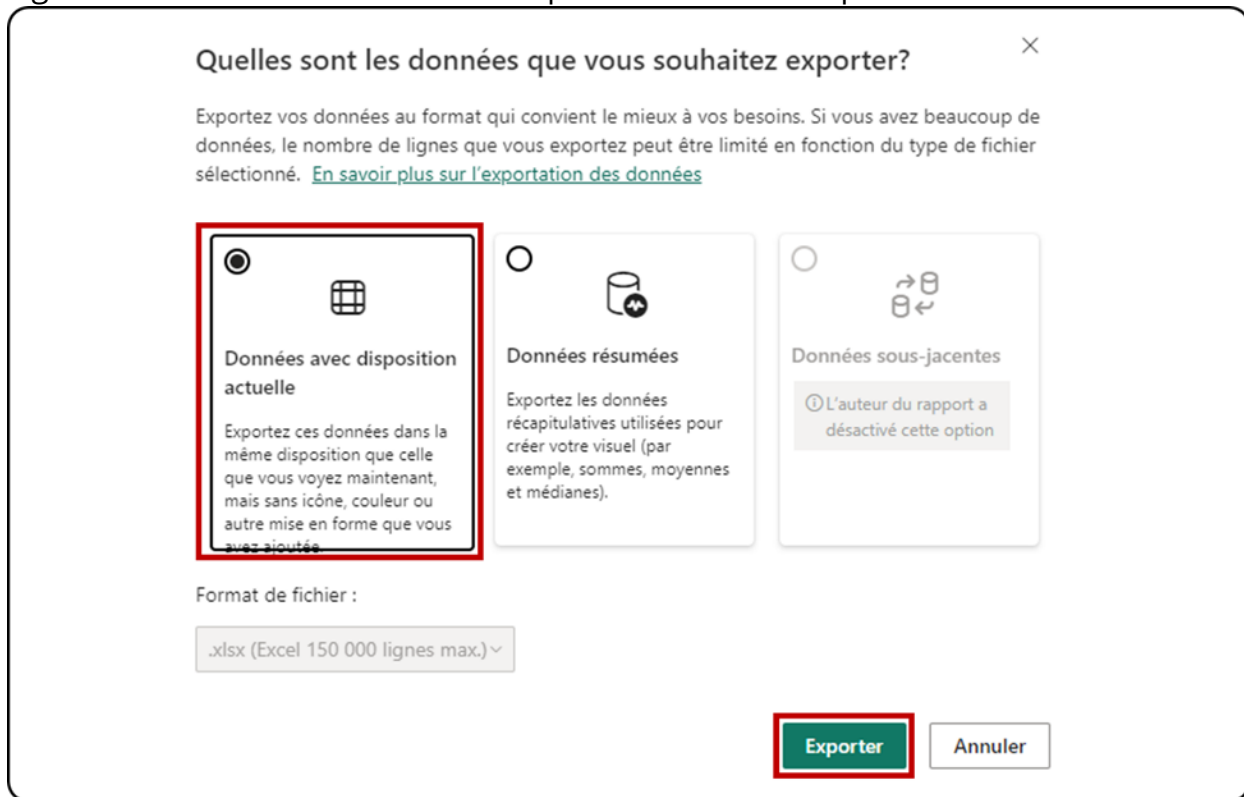 Quelles sont les données que vous souhaitez exporter?
Exportez vos données au format qui convient le mieux à vos besoins. Si vous avez beaucoup de
données, le nombre de lignes que vous exportez peut être limité en fonction du type de fichier
sélectionné. En savoir plus sur l'exportation des données
Données avec disposition
actuelle
Exportez ces données dans la
même disposition que celle
que vous voyez maintenant,
mais sans icône, couleur ou
autre mise en forme que vous
avez ajoutée.
Données résumées
Exportez les données
récapitulatives utilisées pour
créer votre visuel (par
exemple, sommes, moyennes
et médianes).
Données sous-jacentes
L'auteur du rapport a
désactivé cette option
Format de fichier :
.xlsx (Excel 150 000 lignes max.)
Exporter
Annuler